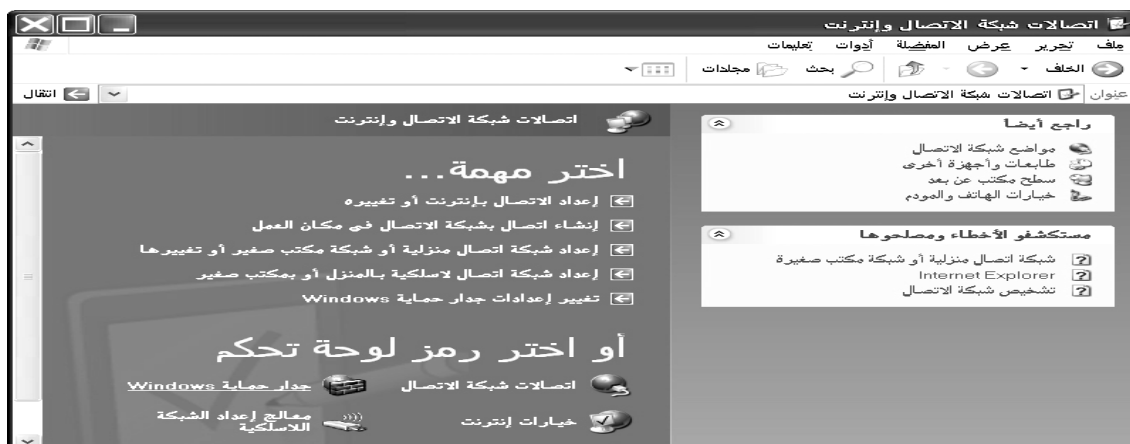 اتصالات شبكة الاتصال وإنترنت
ملف تحرير عرض المفضلة أدوات تعليمات
الخلف بحث مجلدات
عنوان اتصالات شبكة الاتصال وإنترنت انتقال
راجع أيضاً
مواضع شبكة الاتصال
طابعات وأجهزة أخرى
سطح مكتب عن بعد
خيارات الهاتف والمودم
مستكشفو الأخطاء ومصلحوها
شبكة اتصال منزلية أو شبكة مكتب صغيرة
Internet Explorer
تشخيص شبكة الاتصال
اتصالات شبكة الاتصال وإنترنت
اختر مهمة...
إعداد الاتصال بإنترنت أو تغييره
إنشاء اتصال بشبكة الاتصال في مكان العمل
إعداد شبكة اتصال منزلية أو شبكة مكتب صغير أو تغييرها
إعداد شبكة اتصال لاسلكية بالمنزل أو بمكتب صغير
تغيير إعدادات جدار حماية Windows
أو اختر رمز لوحة تحكم
اتصالات شبكة الاتصال جدار حماية Windows
خيارات إنترنت معالج إعداد الشبكة
اللاسلكية